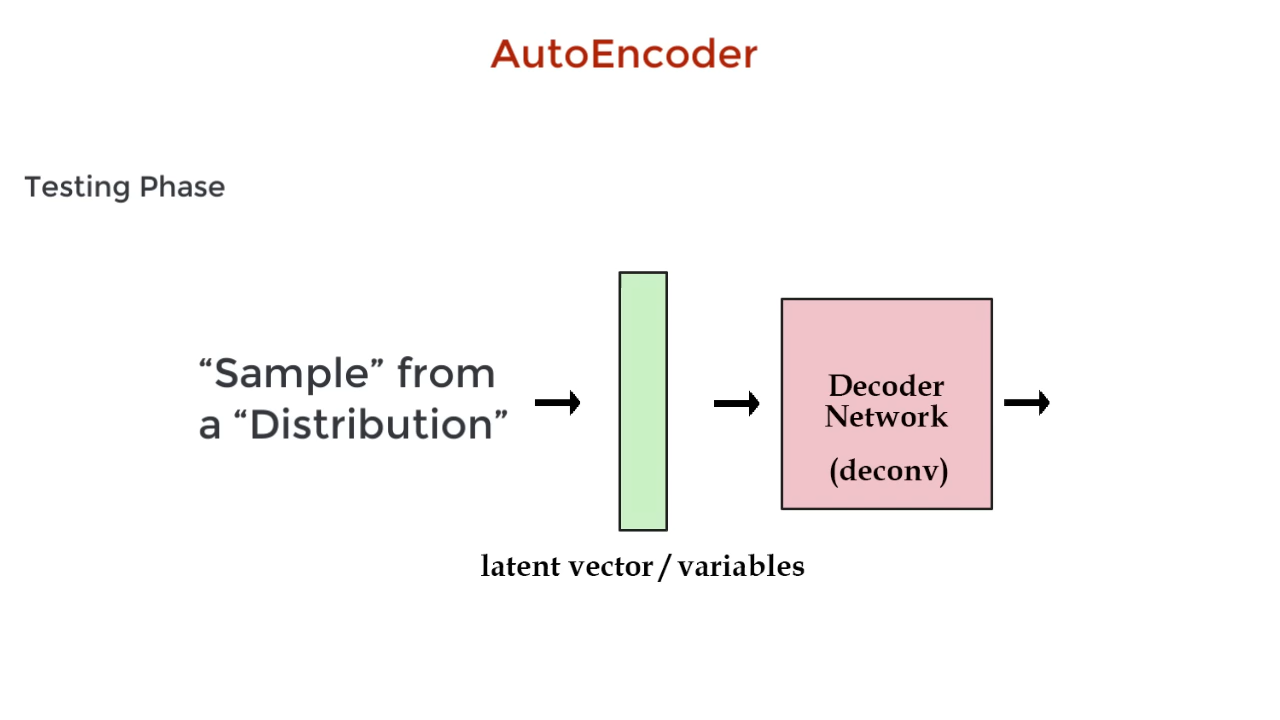 AutoEncoder
Testing Phase
“Sample” from
a “Distribution”
Decoder
Network
(deconv)
latent vector / variables